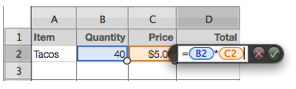 A B C D
1 Item Quantity Price Total
2 Tacos 40 $5.0 =B2*C2
3